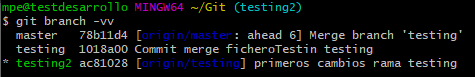 mpe@testdesarrollo MINGW64 ~/Git (testing2)
$ git branch -vv
  master   78b11d4 [origin/master: ahead 6] Merge branch 'testing'
  testing  1018a00 Commit merge ficheroTestin testing
* testing2 ac81028 [origin/testing] primeros cambios rama testing